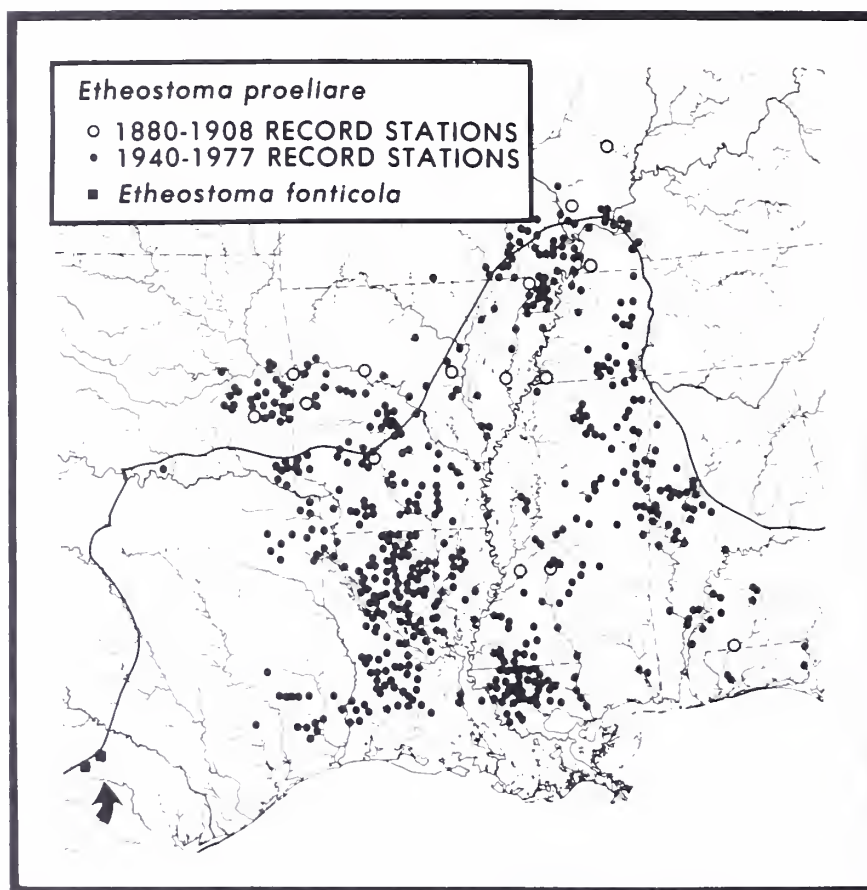 Etheostoma proeliare
○ 1880-1908 RECORD STATIONS
• 1940-1977 RECORD STATIONS
■ Etheostoma fonticola